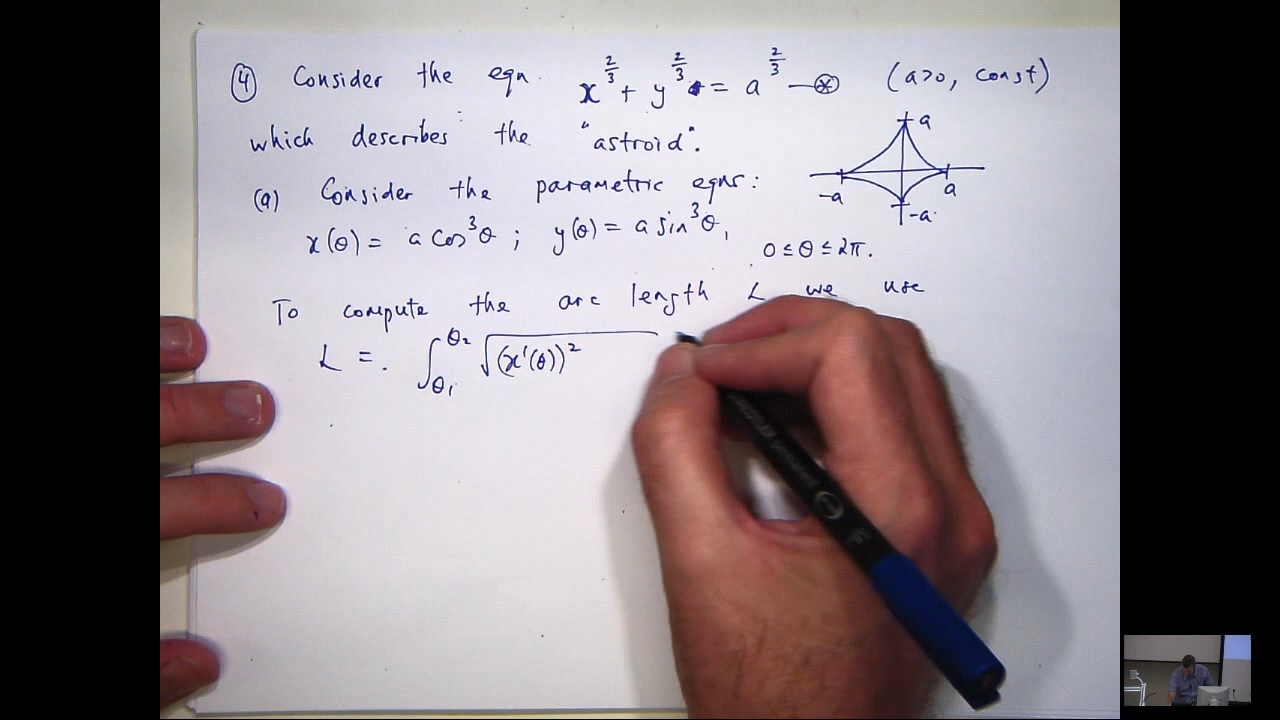 ④ Consider the eqn. x^{2/3} + y^{2/3} = a^{2/3} —⊛ (a>0, const)
which describes the "astroid".
a
-a
a
-a
(a) Consider the parametric eqns:
x(θ) = a cos³θ ; y(θ) = a sin³θ,
0 ≤ θ ≤ 2π.
To compute the arc length L we use
L = ∫_{θ₁}^{θ₂} √(x'(θ))²